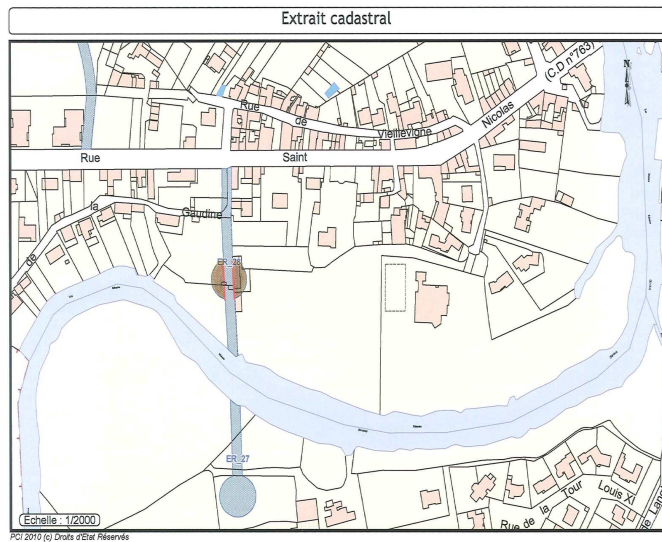 Extrait cadastral
(C.D n°763)
N
Rue
de
Vieillevigne
Nicolas
Rue
Saint
de
la
Gaudine
ER 28
ER 27
Rue de la
Tour
Louis XI
Echelle : 1/2000
PCI 2010 (c) Droits d'Etat Réservés